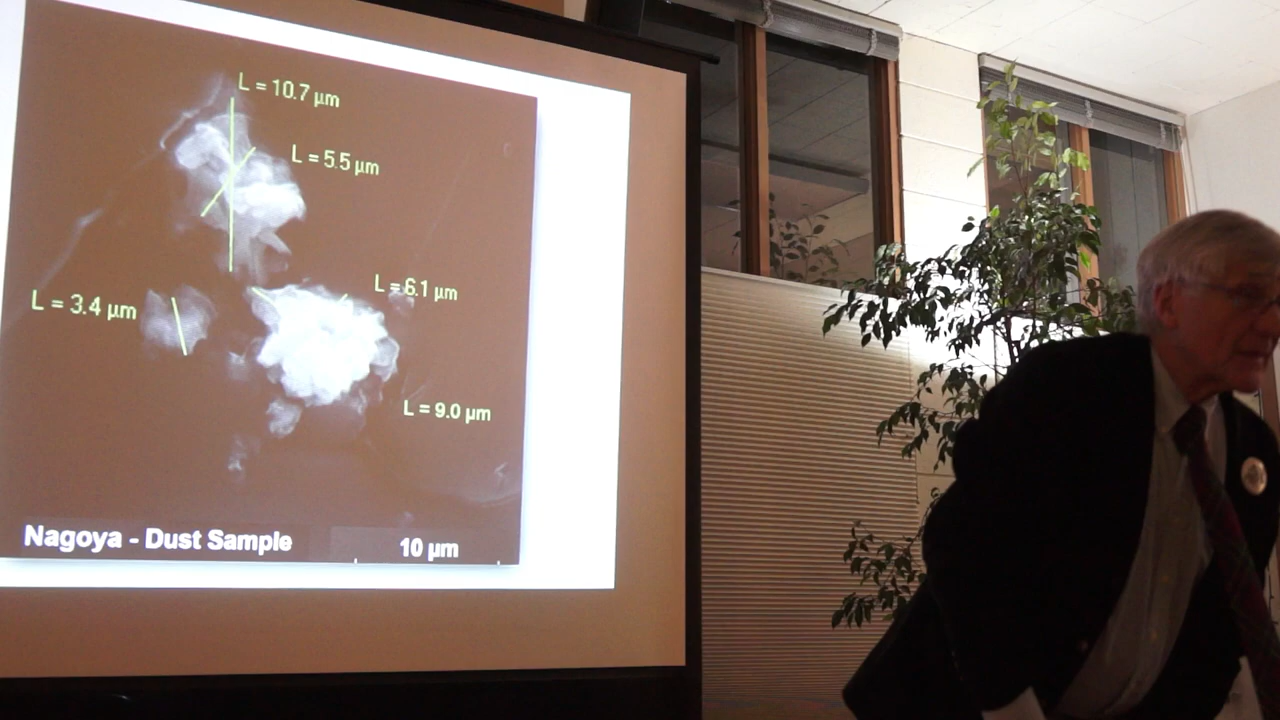 L = 10.7 µm
L = 5.5 µm
L = 6.1 µm
L = 3.4 µm
L = 9.0 µm
Nagoya - Dust Sample
10 µm